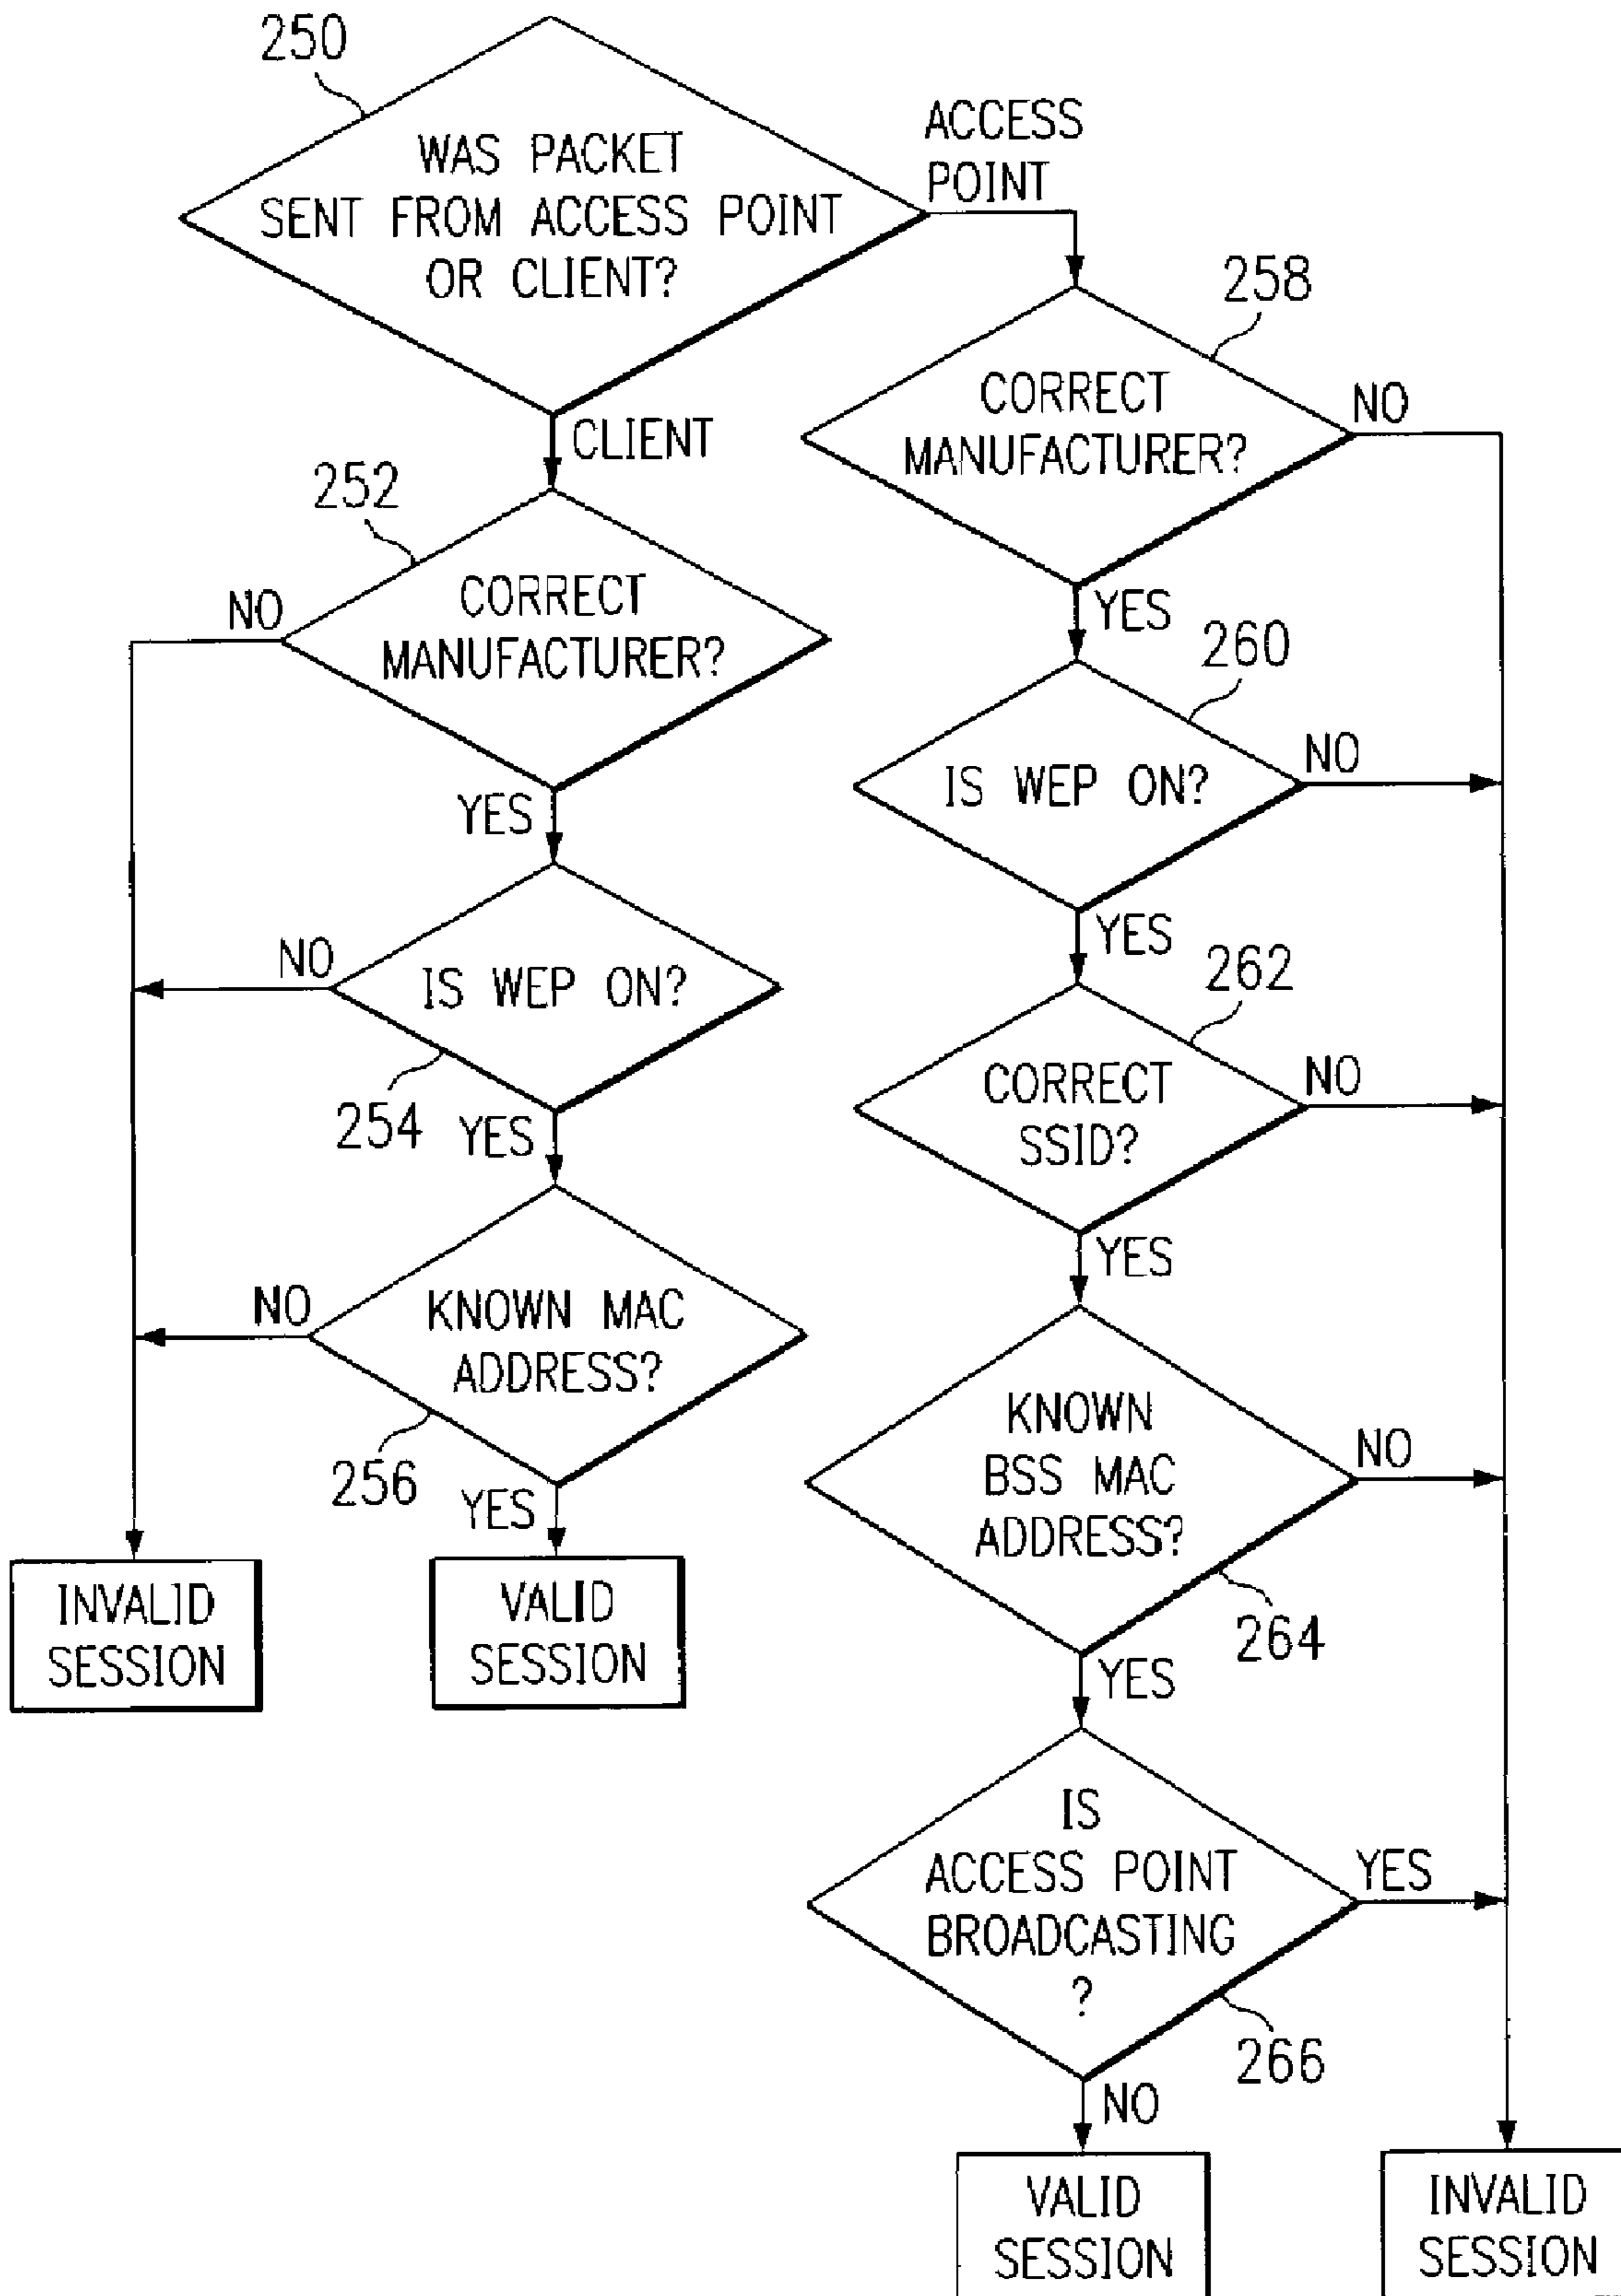 250
WAS PACKET
SENT FROM ACCESS POINT
OR CLIENT?
ACCESS
POINT
CLIENT
252
CORRECT
MANUFACTURER?
NO
YES
IS WEP ON?
NO
254
YES
KNOWN MAC
ADDRESS?
NO
256
YES
INVALID
SESSION
VALID
SESSION
258
CORRECT
MANUFACTURER?
NO
YES
260
IS WEP ON?
NO
YES
262
CORRECT
SSID?
NO
YES
KNOWN
BSS MAC
ADDRESS?
NO
264
YES
IS
ACCESS POINT
BROADCASTING
?
YES
266
NO
VALID
SESSION
INVALID
SESSION